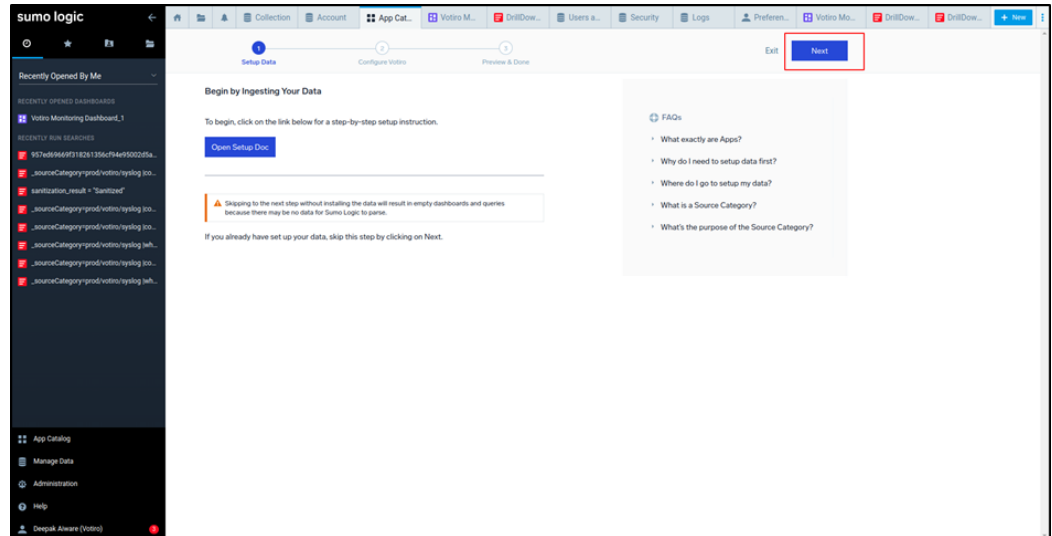 sumo logic
Collection
Account
App Cat...
Votiro M...
DrillDow...
Users a...
Security
Logs
Preferen...
Votiro Mo...
DrillDow...
DrillDow...
+ New
Recently Opened By Me
RECENTLY OPENED DASHBOARDS
Votiro Monitoring Dashboard_1
RECENTLY RUN SEARCHES
957ed69669f318261356cf94e95002d5a...
_sourceCategory=prod/votiro/syslog |co...
sanitization_result = "Sanitized"
_sourceCategory=prod/votiro/syslog |co...
_sourceCategory=prod/votiro/syslog |co...
_sourceCategory=prod/votiro/syslog |wh...
_sourceCategory=prod/votiro/syslog |co...
_sourceCategory=prod/votiro/syslog |wh...
App Catalog
Manage Data
Administration
Help
Deepak Aiware (Votiro)
3
1
Setup Data
2
Configure Votiro
3
Preview & Done
Exit
Next
Begin by Ingesting Your Data
To begin, click on the link below for a step-by-step setup instruction.
Open Setup Doc
Skipping to the next step without installing the data will result in empty dashboards and queries
because there may be no data for Sumo Logic to parse.
If you already have set up your data, skip this step by clicking on Next.
FAQs
What exactly are Apps?
Why do I need to setup data first?
Where do I go to setup my data?
What is a Source Category?
What's the purpose of the Source Category?